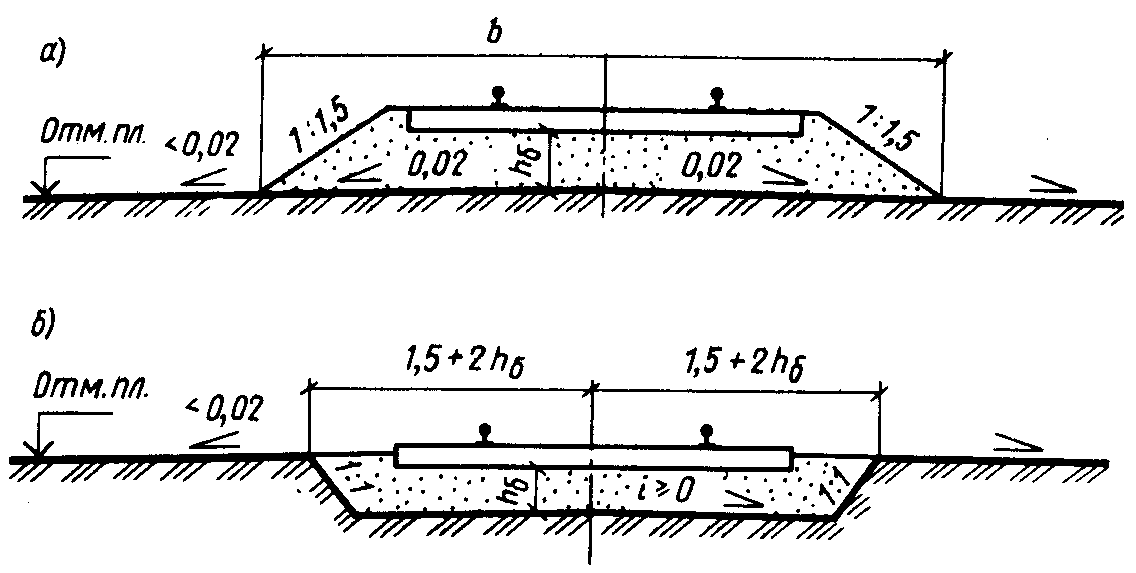 а)
b
Отм.пл.
<0,02
1:1,5
0,02
hб
0,02
1:1,5
б)
1,5+2hб
1,5+2hб
Отм.пл.
<0,02
1:1
hб
i≥0
1:1